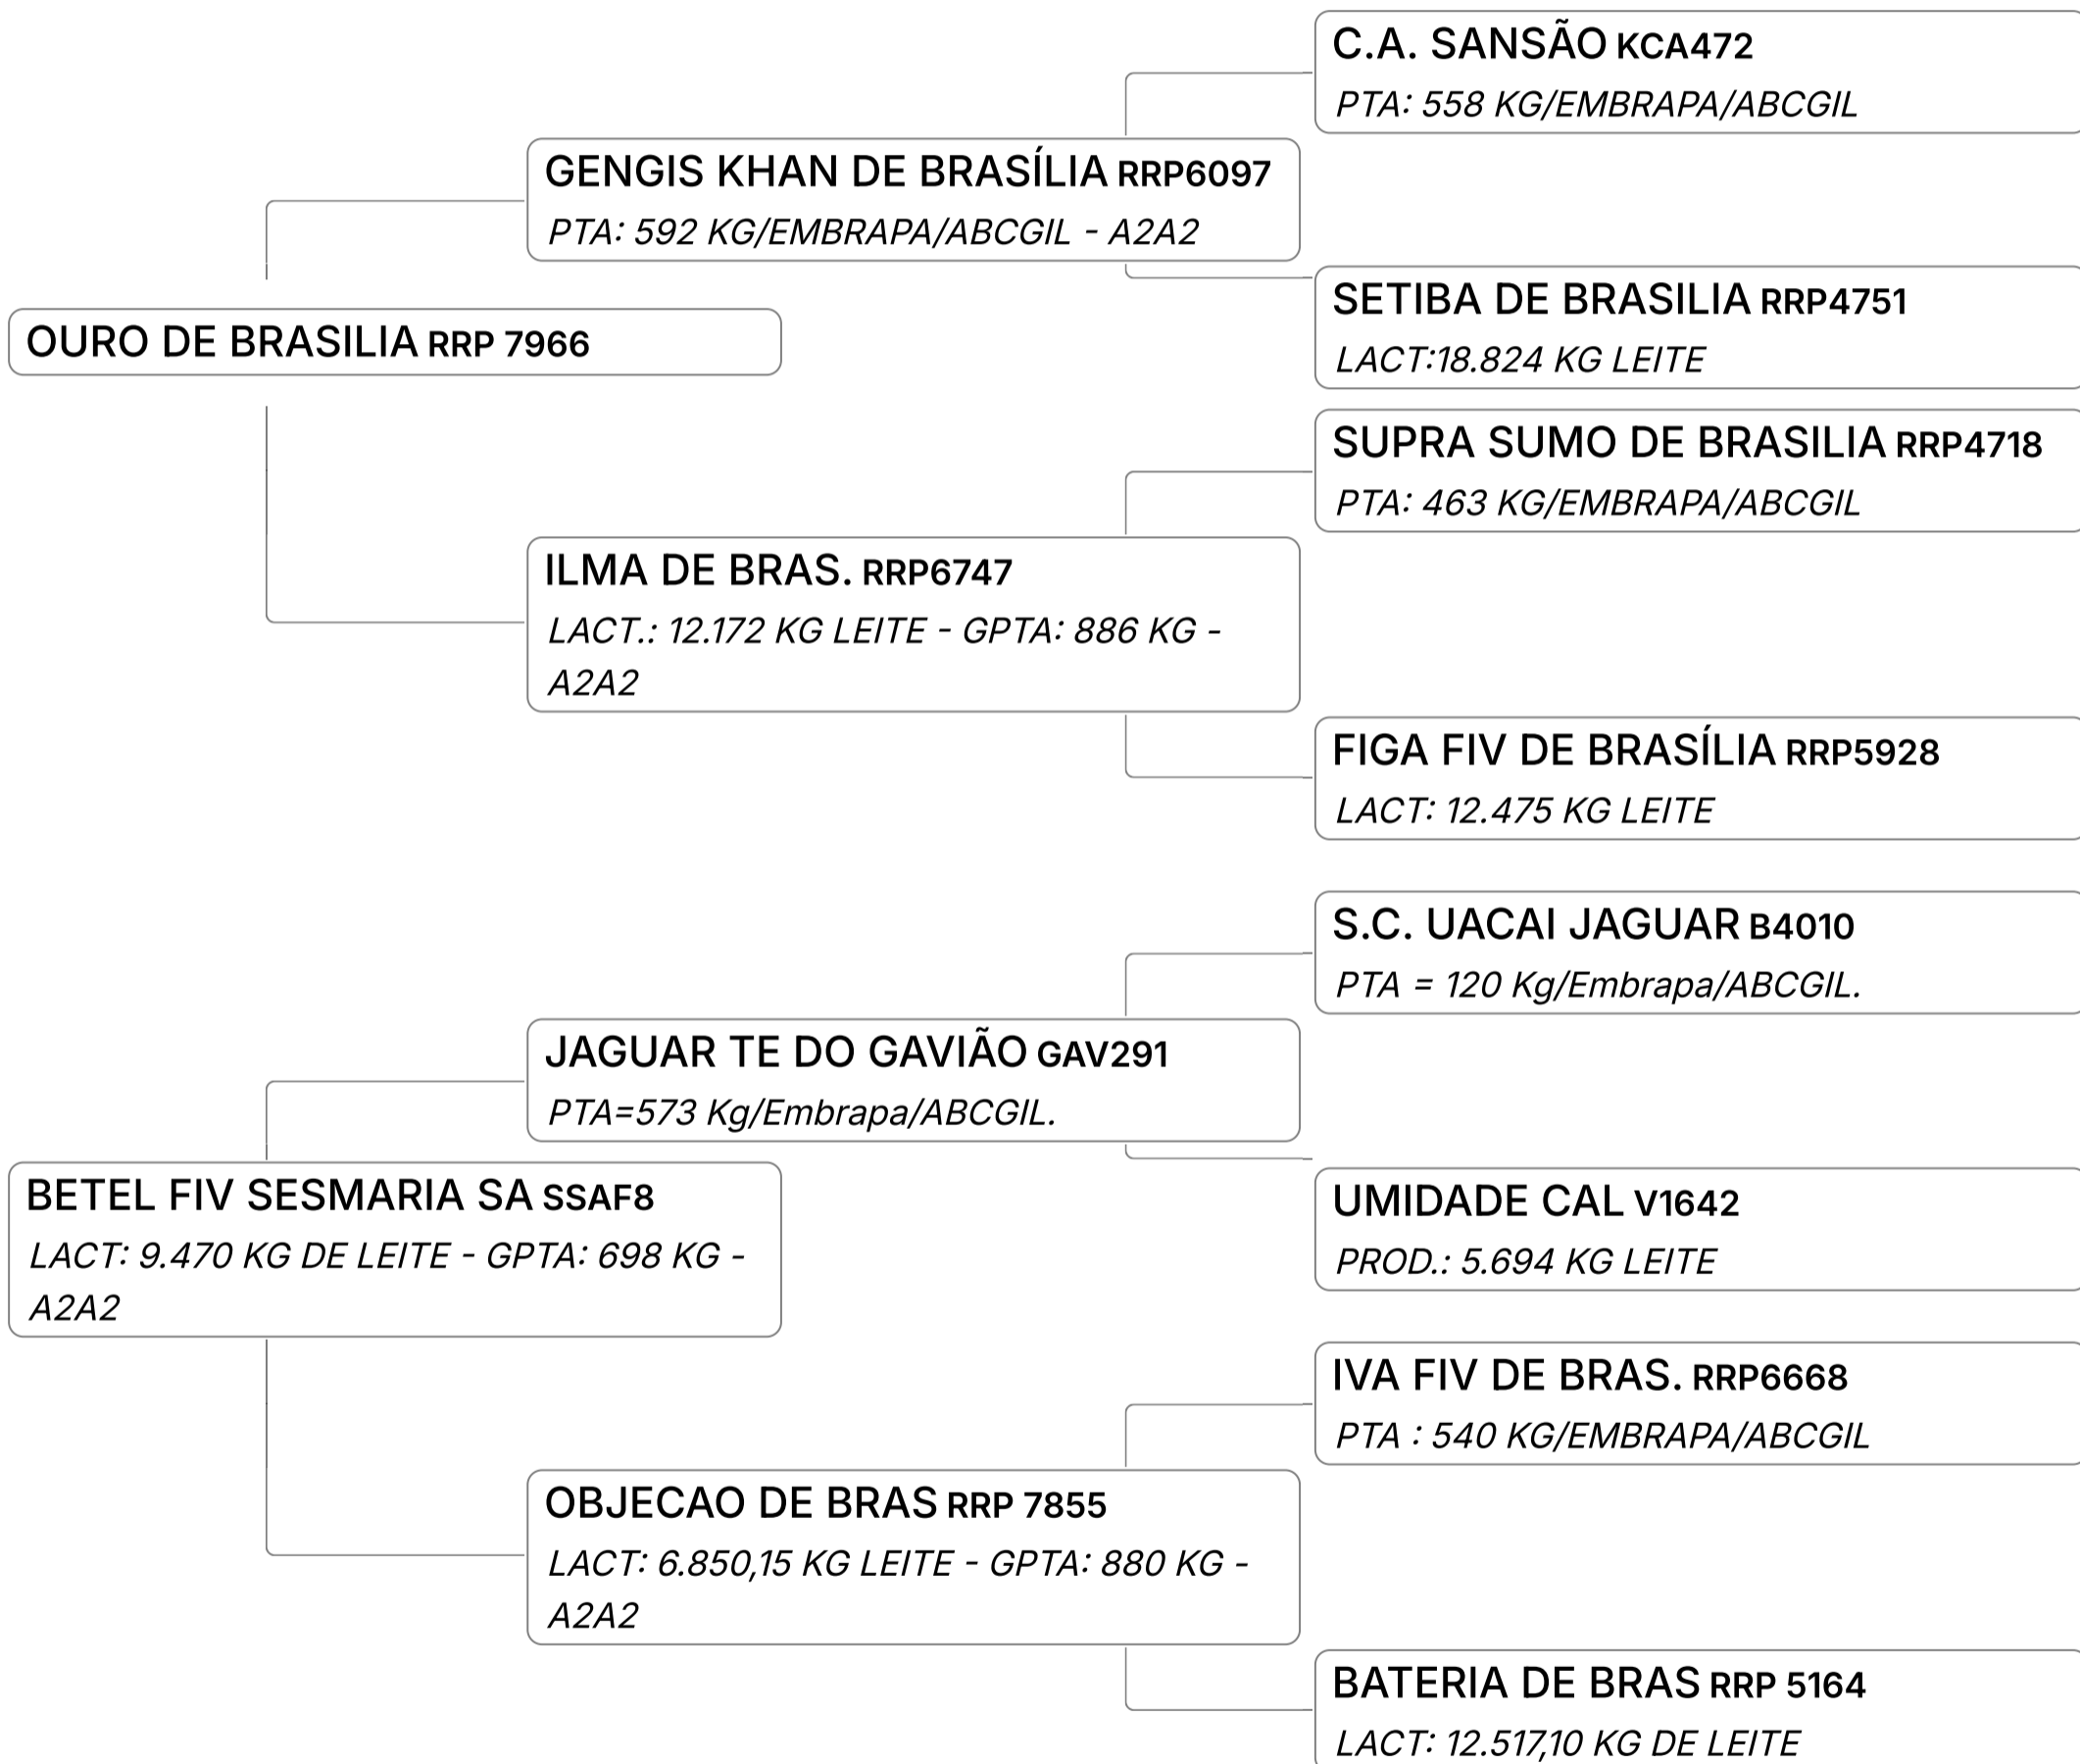 C.A. SANSÃO KCA472
PTA: 558 KG/EMBRAPA/ABCGIL
GENGIS KHAN DE BRASÍLIA RRP6097
PTA: 592 KG/EMBRAPA/ABCGIL - A2A2
SETIBA DE BRASILIA RRP4751
LACT:18.824 KG LEITE
OURO DE BRASILIA RRP 7966
SUPRA SUMO DE BRASILIA RRP4718
PTA: 463 KG/EMBRAPA/ABCGIL
ILMA DE BRAS. RRP6747
LACT.: 12.172 KG LEITE - GPTA: 886 KG -
A2A2
FIGA FIV DE BRASÍLIA RRP5928
LACT: 12.475 KG LEITE
S.C. UACAI JAGUAR B4010
PTA = 120 Kg/Embrapa/ABCGIL.
JAGUAR TE DO GAVIÃO GAV291
PTA=573 Kg/Embrapa/ABCGIL.
UMIDADE CAL V1642
PROD.: 5.694 KG LEITE
BETEL FIV SESMARIA SA SSAF8
LACT: 9.470 KG DE LEITE - GPTA: 698 KG -
A2A2
IVA FIV DE BRAS. RRP6668
PTA : 540 KG/EMBRAPA/ABCGIL
OBJECAO DE BRAS RRP 7855
LACT: 6.850,15 KG LEITE - GPTA: 880 KG -
A2A2
BATERIA DE BRAS RRP 5164
LACT: 12.517,10 KG DE LEITE